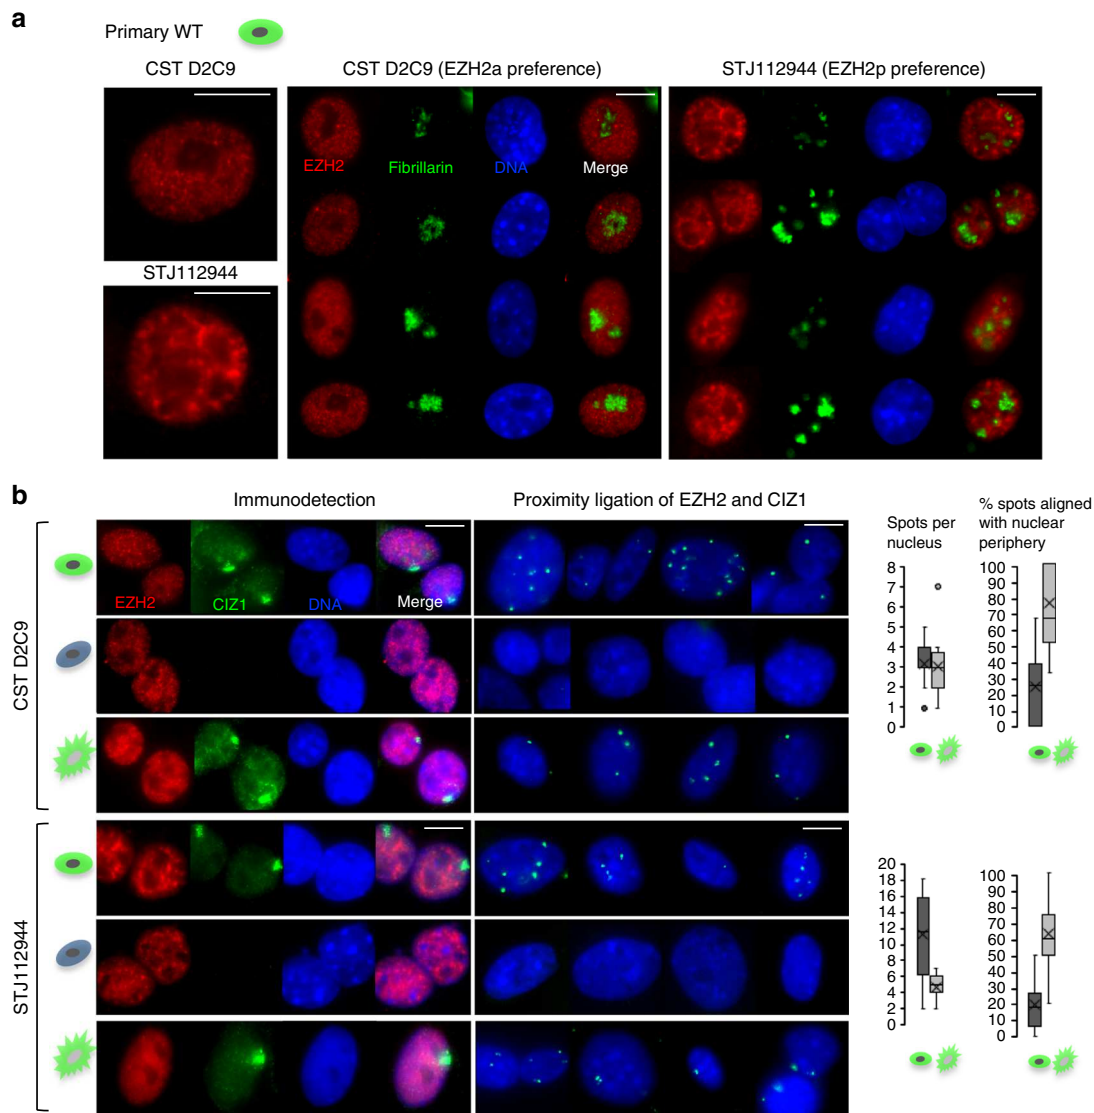 a
Primary WT
CST D2C9
CST D2C9 (EZH2a preference)
STJ112944 (EZH2p preference)
EZH2
Fibrillarin
DNA
Merge
STJ112944
b
Immunodetection
Proximity ligation of EZH2 and CIZ1
Spots per
nucleus
% spots aligned
with nuclear
periphery
CST D2C9
EZH2
CIZ1
DNA
Merge
8
7
6
5
4
3
2
1
0
100
90
80
70
60
50
40
30
20
10
0
STJ112944
20
18
16
14
12
10
8
6
4
2
0
100
90
80
70
60
50
40
30
20
10
0